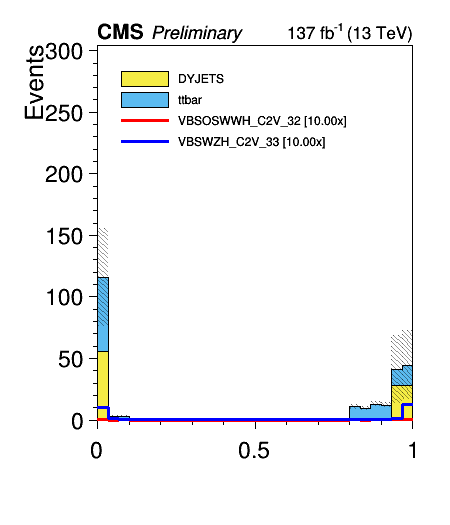 CMS Preliminary 137 fb-1 (13 TeV)
Events
300
250
200
150
100
50
0
DYJETS
ttbar
VBSOSWWH_C2V_32 [10.00x]
VBSWZH_C2V_33 [10.00x]
0 0.5 1